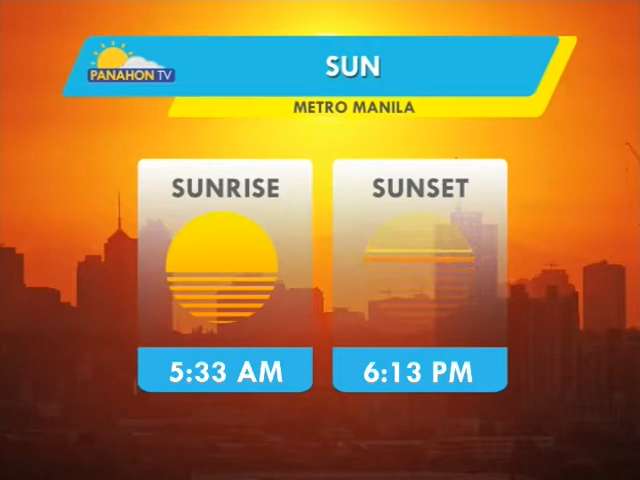 SUN
PANAHON TV
METRO MANILA
SUNRISE
SUNSET
5:33 AM
6:13 PM